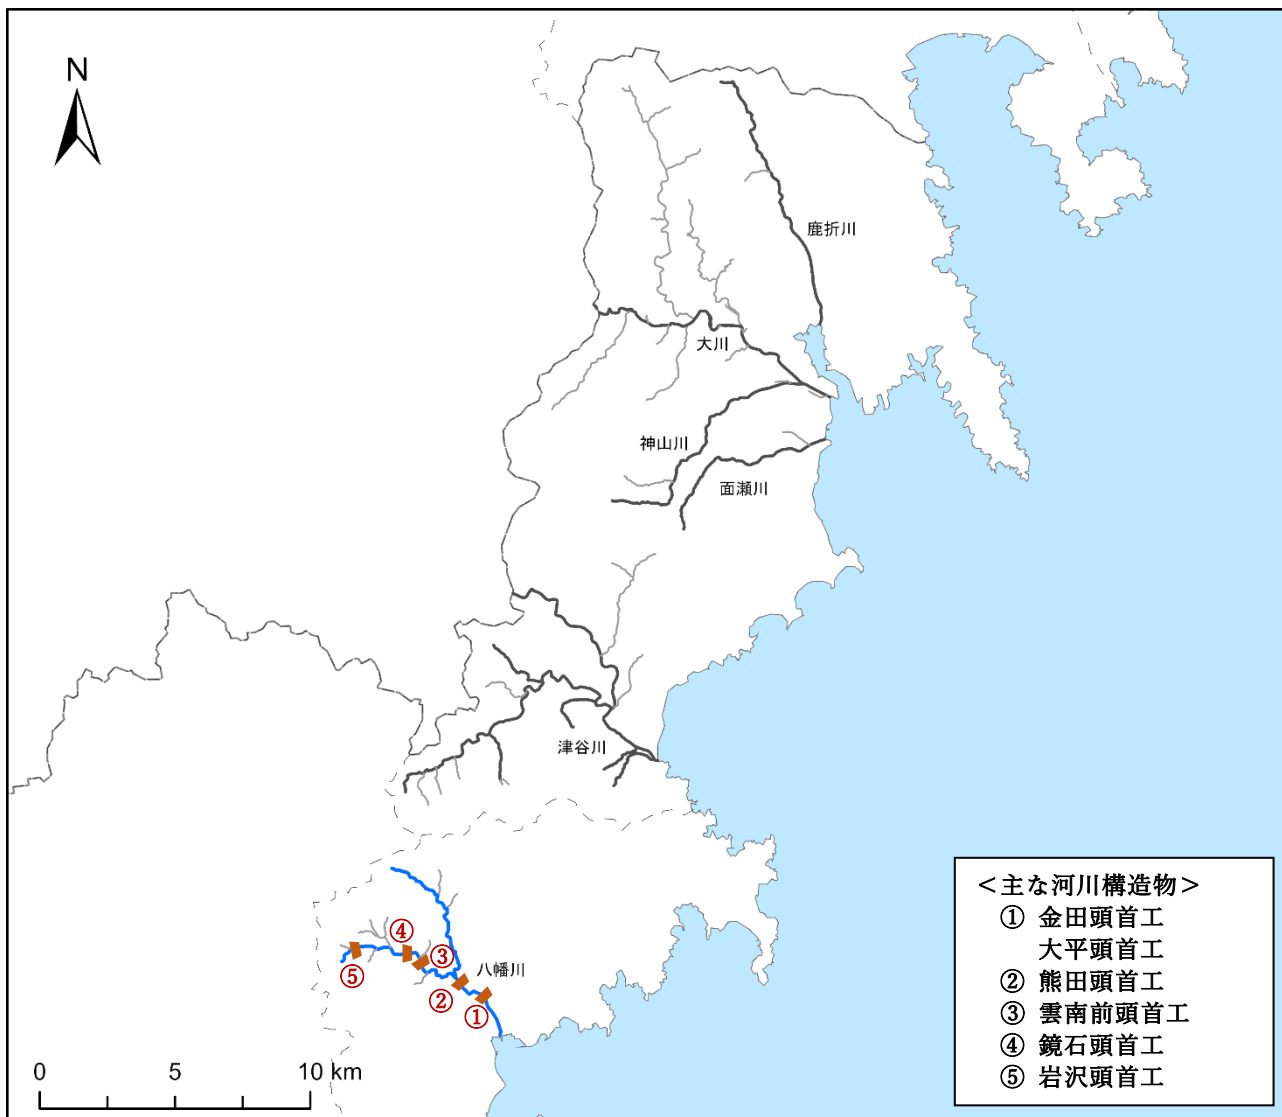 N
鹿折川
大川
神山川
面瀬川
津谷川
④
③
八幡川
⑤
②
①
0 5 10 km
＜主な河川構造物＞
① 金田頭首工
大平頭首工
② 熊田頭首工
③ 雲南前頭首工
④ 鏡石頭首工
⑤ 岩沢頭首工